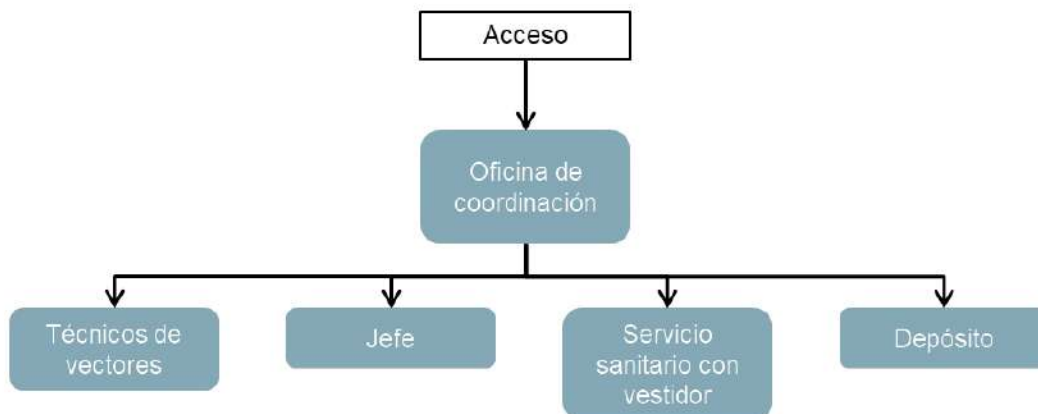 Acceso
Oficina de
coordinación
Técnicos de
vectores
Jefe
Servicio
sanitario con
vestidor
Depósito